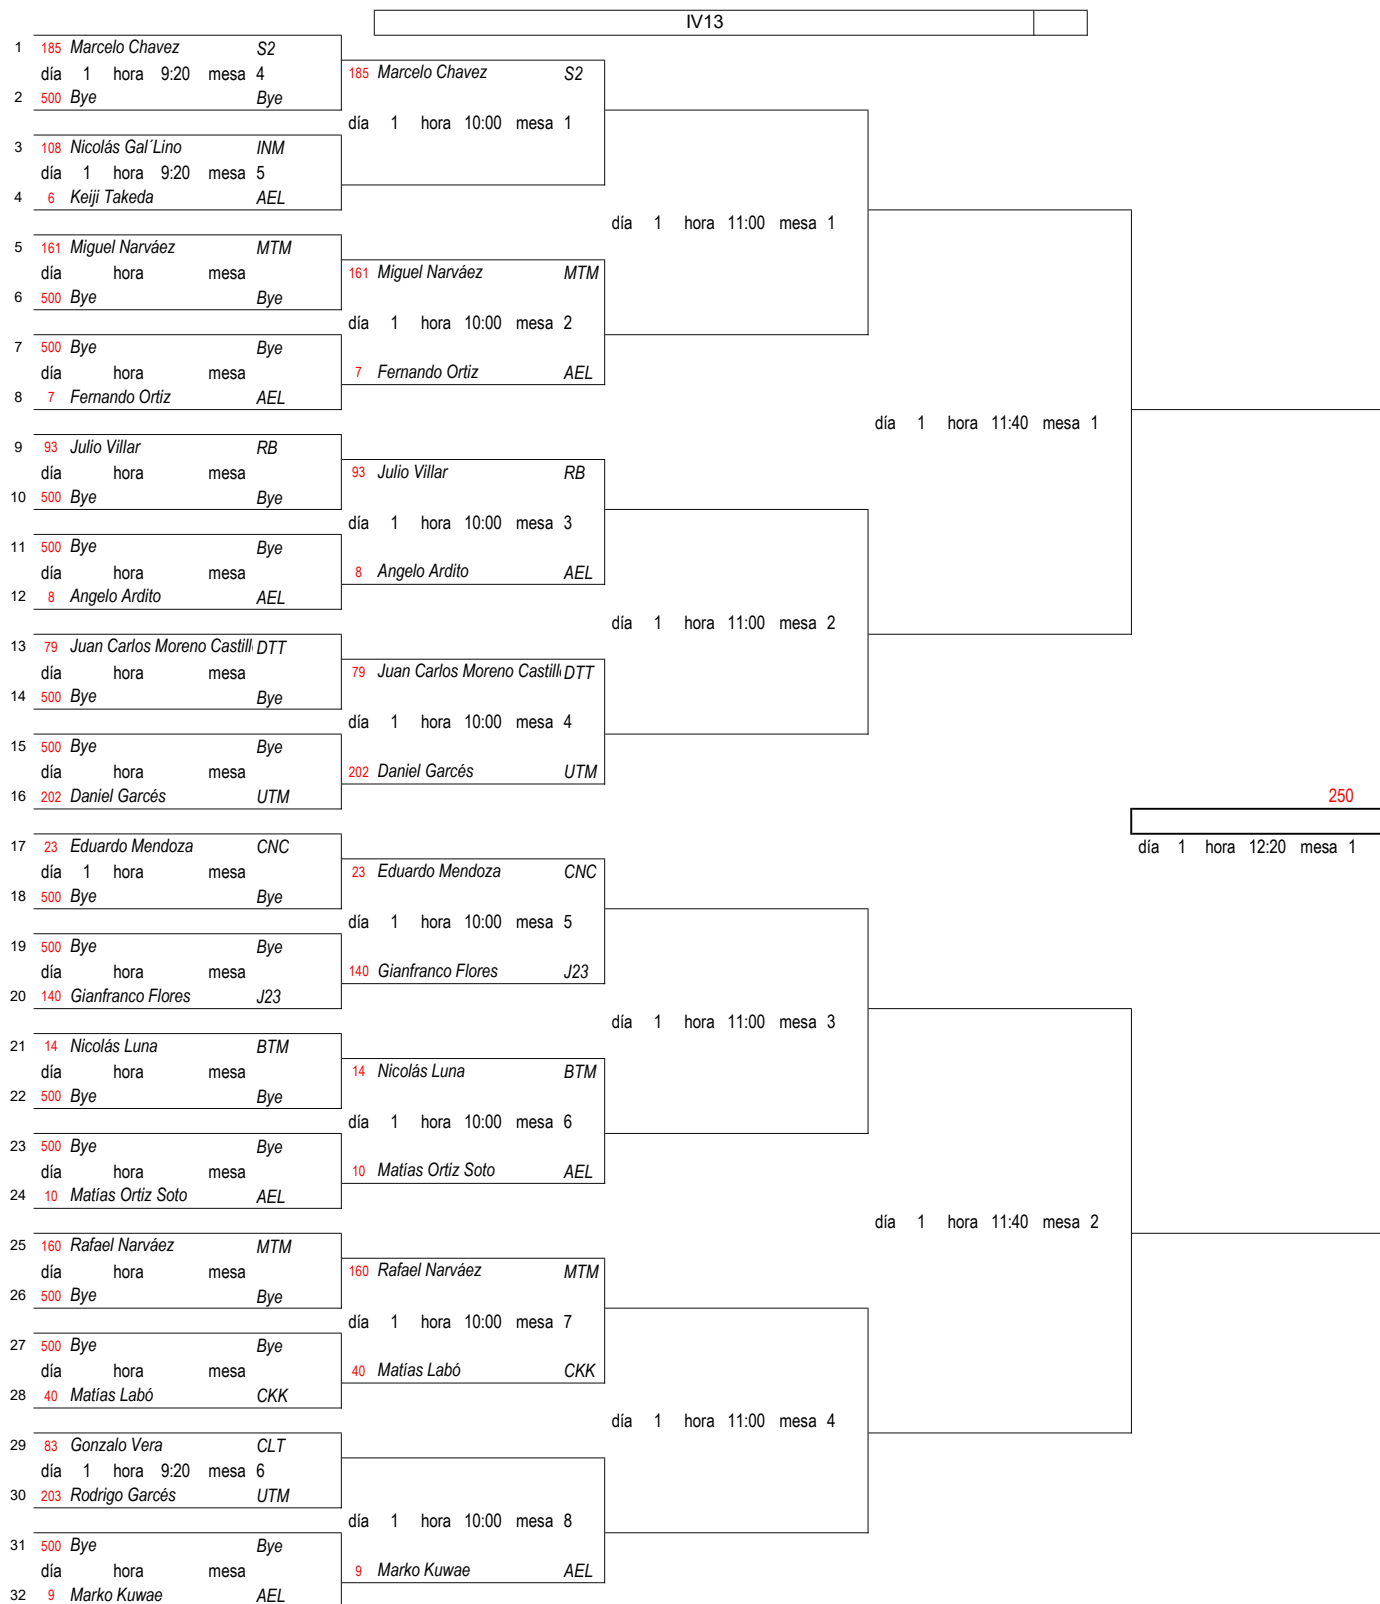 IV13
1 185 Marcelo Chavez S2
día 1 hora 9:20 mesa 4
2 500 Bye Bye
3 108 Nicolás Gal´Lino INM
día 1 hora 9:20 mesa 5
4 6 Keiji Takeda AEL
5 161 Miguel Narváez MTM
día hora mesa
6 500 Bye Bye
7 500 Bye Bye
día hora mesa
8 7 Fernando Ortiz AEL
9 93 Julio Villar RB
día hora mesa
10 500 Bye Bye
11 500 Bye Bye
día hora mesa
12 8 Angelo Ardito AEL
13 79 Juan Carlos Moreno Castill DTT
día hora mesa
14 500 Bye Bye
15 500 Bye Bye
día hora mesa
16 202 Daniel Garcés UTM
17 23 Eduardo Mendoza CNC
día 1 hora mesa
18 500 Bye Bye
19 500 Bye Bye
día hora mesa
20 140 Gianfranco Flores J23
21 14 Nicolás Luna BTM
día hora mesa
22 500 Bye Bye
23 500 Bye Bye
día hora mesa
24 10 Matías Ortiz Soto AEL
25 160 Rafael Narváez MTM
día hora mesa
26 500 Bye Bye
27 500 Bye Bye
día hora mesa
28 40 Matías Labó CKK
29 83 Gonzalo Vera CLT
día 1 hora 9:20 mesa 6
30 203 Rodrigo Garcés UTM
31 500 Bye Bye
día hora mesa
32 9 Marko Kuwae AEL
185 Marcelo Chavez S2
día 1 hora 10:00 mesa 1
161 Miguel Narváez MTM
día 1 hora 10:00 mesa 2
7 Fernando Ortiz AEL
93 Julio Villar RB
día 1 hora 10:00 mesa 3
8 Angelo Ardito AEL
79 Juan Carlos Moreno Castill DTT
día 1 hora 10:00 mesa 4
202 Daniel Garcés UTM
23 Eduardo Mendoza CNC
día 1 hora 10:00 mesa 5
140 Gianfranco Flores J23
14 Nicolás Luna BTM
día 1 hora 10:00 mesa 6
10 Matías Ortiz Soto AEL
160 Rafael Narváez MTM
día 1 hora 10:00 mesa 7
40 Matías Labó CKK
día 1 hora 10:00 mesa 8
9 Marko Kuwae AEL
día 1 hora 11:00 mesa 1
día 1 hora 11:00 mesa 2
día 1 hora 11:00 mesa 3
día 1 hora 11:00 mesa 4
día 1 hora 11:40 mesa 1
día 1 hora 11:40 mesa 2
250
día 1 hora 12:20 mesa 1